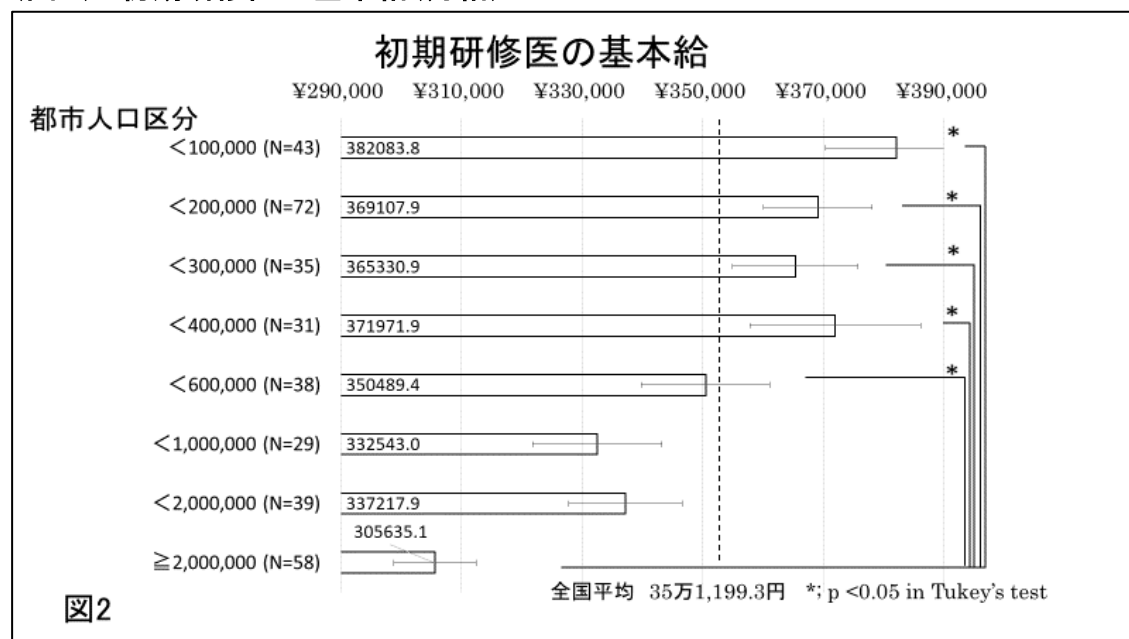 初期研修医の基本給
¥290,000 ¥310,000 ¥330,000 ¥350,000 ¥370,000 ¥390,000
都市人口区分
＜100,000 (N=43) 382083.8 *
＜200,000 (N=72) 369107.9 *
＜300,000 (N=35) 365330.9 *
＜400,000 (N=31) 371971.9 *
＜600,000 (N=38) 350489.4 *
＜1,000,000 (N=29) 332543.0
＜2,000,000 (N=39) 337217.9
305635.1
≧2,000,000 (N=58)
全国平均 35万1,199.3円 *; p <0.05 in Tukey's test
図2